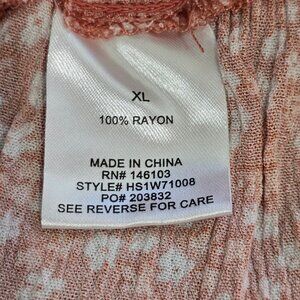 XL
100% RAYON
MADE IN CHINA
RN# 146103
STYLE# HS1W71008
PO# 203832
SEE REVERSE FOR CARE